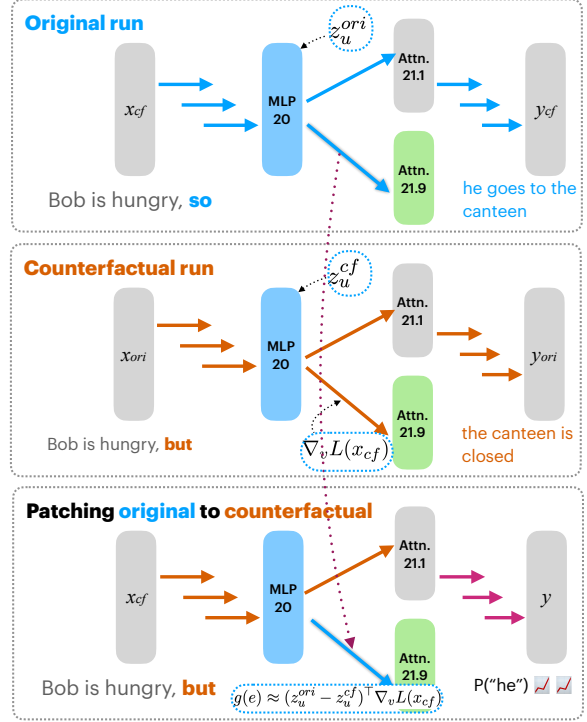 Original run
z_u^{ori}
x_{cf}
MLP
20
Attn.
21.1
y_{cf}
Attn.
21.9
Bob is hungry, so
he goes to the
canteen
Counterfactual run
z_u^{cf}
x_{ori}
MLP
20
Attn.
21.1
y_{ori}
Attn.
21.9
Bob is hungry, but
∇_v L(x_{cf})
the canteen is
closed
Patching original to counterfactual
x_{cf}
MLP
20
Attn.
21.1
y
Attn.
21.9
Bob is hungry, but
g(e) ≈ (z_u^{ori} − z_u^{cf})^⊤ ∇_v L(x_{cf})
P("he")